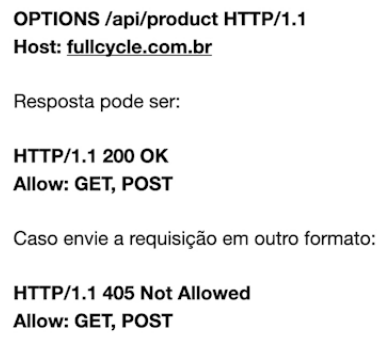 OPTIONS /api/product HTTP/1.1
Host: fullcycle.com.br
Resposta pode ser:
HTTP/1.1 200 OK
Allow: GET, POST
Caso envie a requisição em outro formato:
HTTP/1.1 405 Not Allowed
Allow: GET, POST